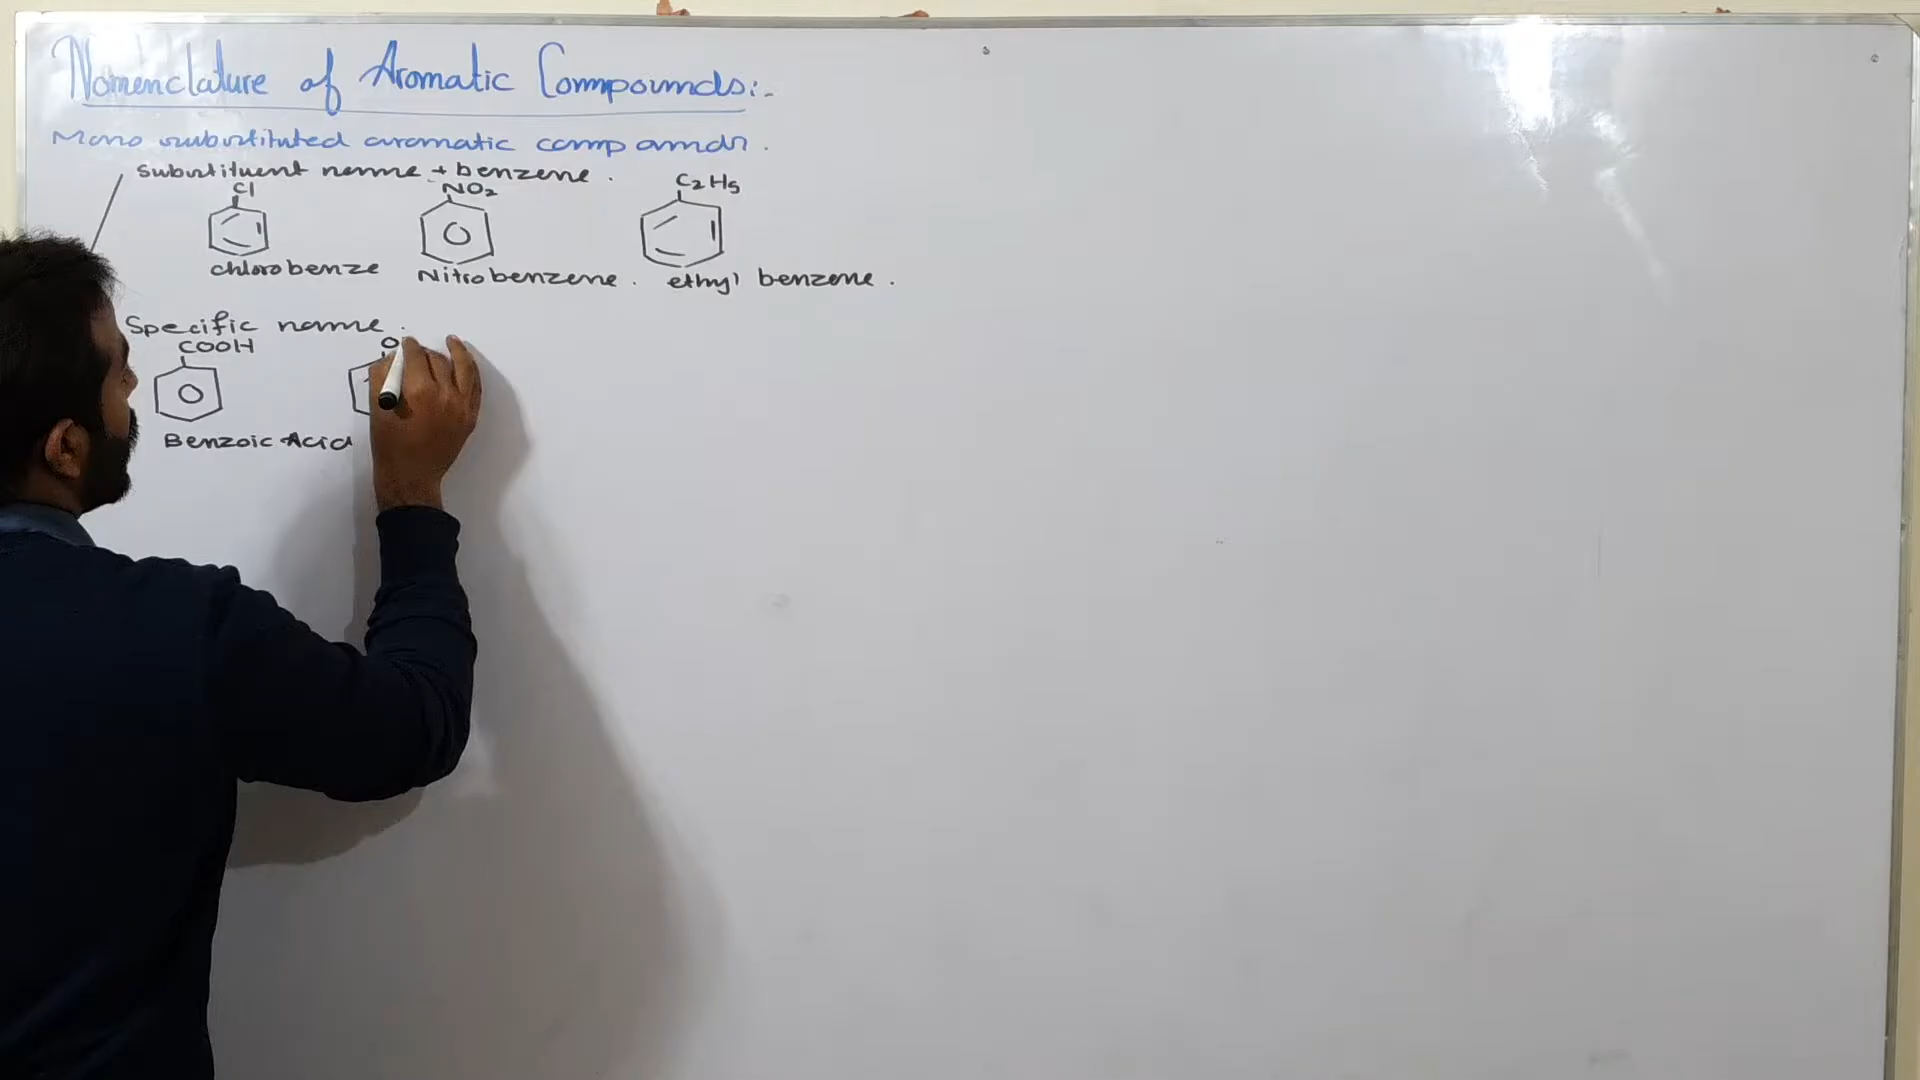 Nomenclature of Aromatic Compounds:-
Mono substituted aromatic compounds.
Substituent name + benzene.
Cl NO2 C2H5
chlorobenze Nitrobenzene. ethyl benzene.
Specific name.
COOH O
Benzoic Acid